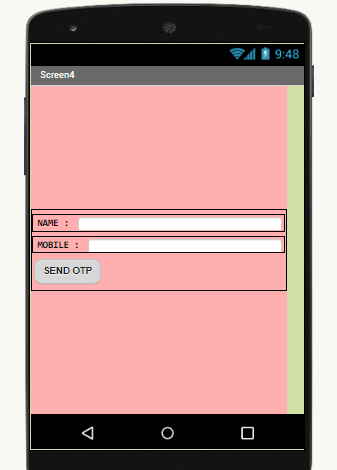 9:48
Screen4
NAME :
MOBILE :
SEND OTP